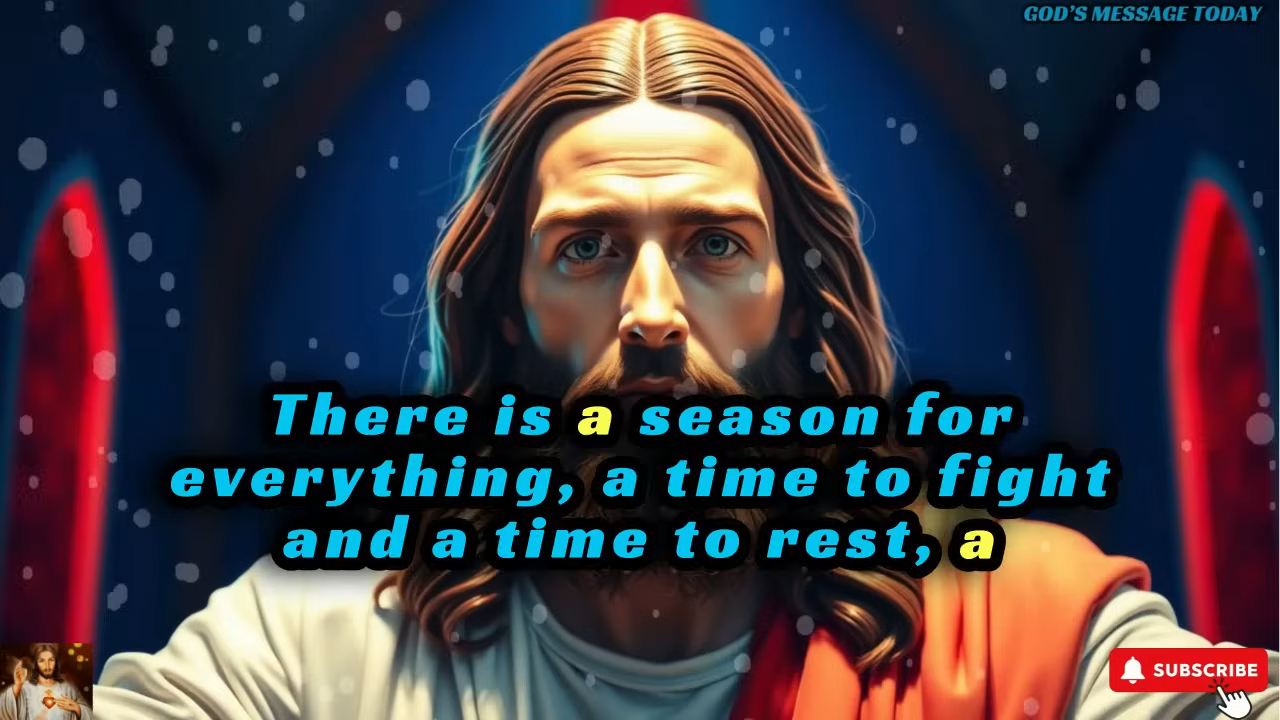 GOD'S MESSAGE TODAY
There is a season for
everything, a time to fight
and a time to rest, a
SUBSCRIBE